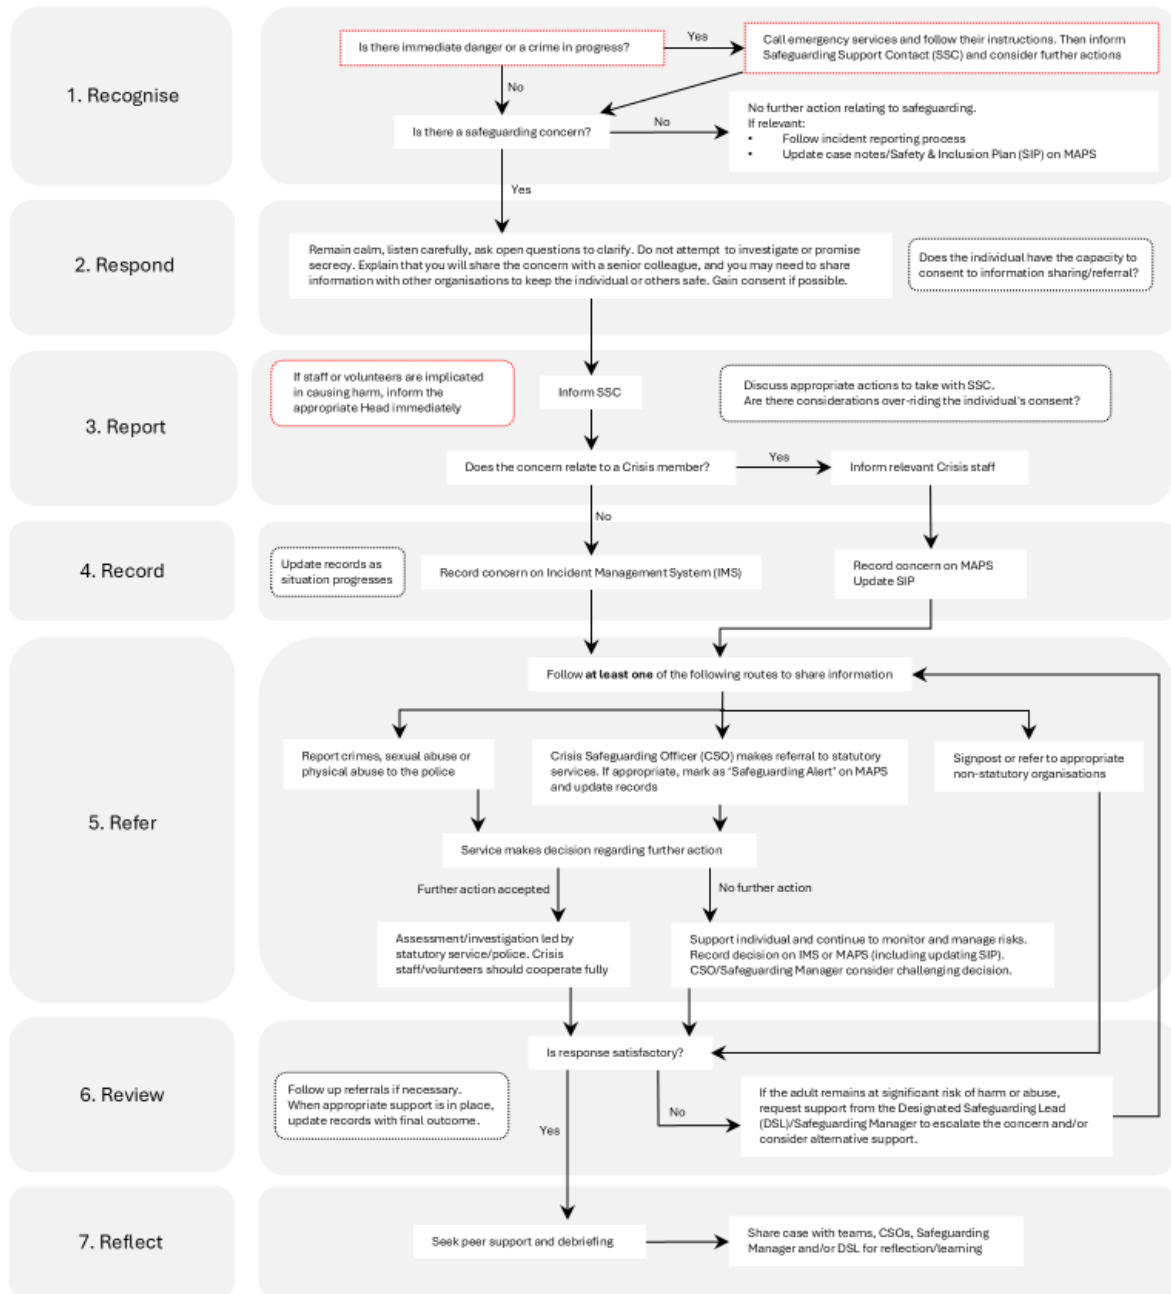 1. Recognise
Is there immediate danger or a crime in progress?
Yes
Call emergency services and follow their instructions. Then inform
Safeguarding Support Contact (SSC) and consider further actions
No
Is there a safeguarding concern?
No
No further action relating to safeguarding.
If relevant:
▪ Follow incident reporting process
▪ Update case notes/Safety & Inclusion Plan (SIP) on MAPS
Yes
2. Respond
Remain calm, listen carefully, ask open questions to clarify. Do not attempt to investigate or promise
secrecy. Explain that you will share the concern with a senior colleague, and you may need to share
information with other organisations to keep the individual or others safe. Gain consent if possible.
Does the individual have the capacity to
consent to information sharing/referral?
3. Report
If staff or volunteers are implicated
in causing harm, inform the
appropriate Head immediately
Inform SSC
Discuss appropriate actions to take with SSC.
Are there considerations over-riding the individual's consent?
Does the concern relate to a Crisis member?
Yes
Inform relevant Crisis staff
No
4. Record
Update records as
situation progresses
Record concern on Incident Management System (IMS)
Record concern on MAPS
Update SIP
5. Refer
Follow at least one of the following routes to share information
Report crimes, sexual abuse or
physical abuse to the police
Crisis Safeguarding Officer (CSO) makes referral to statutory
services. If appropriate, mark as "Safeguarding Alert" on MAPS
and update records
Signpost or refer to appropriate
non-statutory organisations
Service makes decision regarding further action
Further action accepted
No further action
Assessment/investigation led by
statutory service/police. Crisis
staff/volunteers should cooperate fully
Support individual and continue to monitor and manage risks.
Record decision on IMS or MAPS (including updating SIP).
CSO/Safeguarding Manager consider challenging decision.
6. Review
Is response satisfactory?
Follow up referrals if necessary.
When appropriate support is in place,
update records with final outcome.
Yes
No
If the adult remains at significant risk of harm or abuse,
request support from the Designated Safeguarding Lead
(DSL)/Safeguarding Manager to escalate the concern and/or
consider alternative support.
7. Reflect
Seek peer support and debriefing
Share case with teams, CSOs, Safeguarding
Manager and/or DSL for reflection/learning